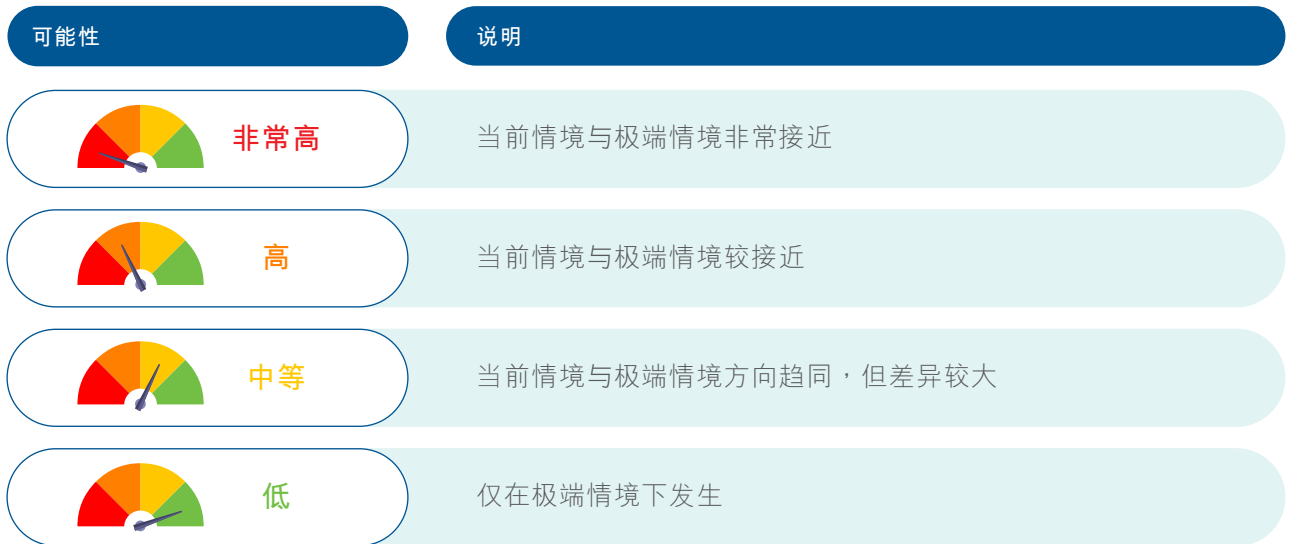 可能性
说明
非常高
当前情境与极端情境非常接近
高
当前情境与极端情境较接近
中等
当前情境与极端情境方向趋同，但差异较大
低
仅在极端情境下发生